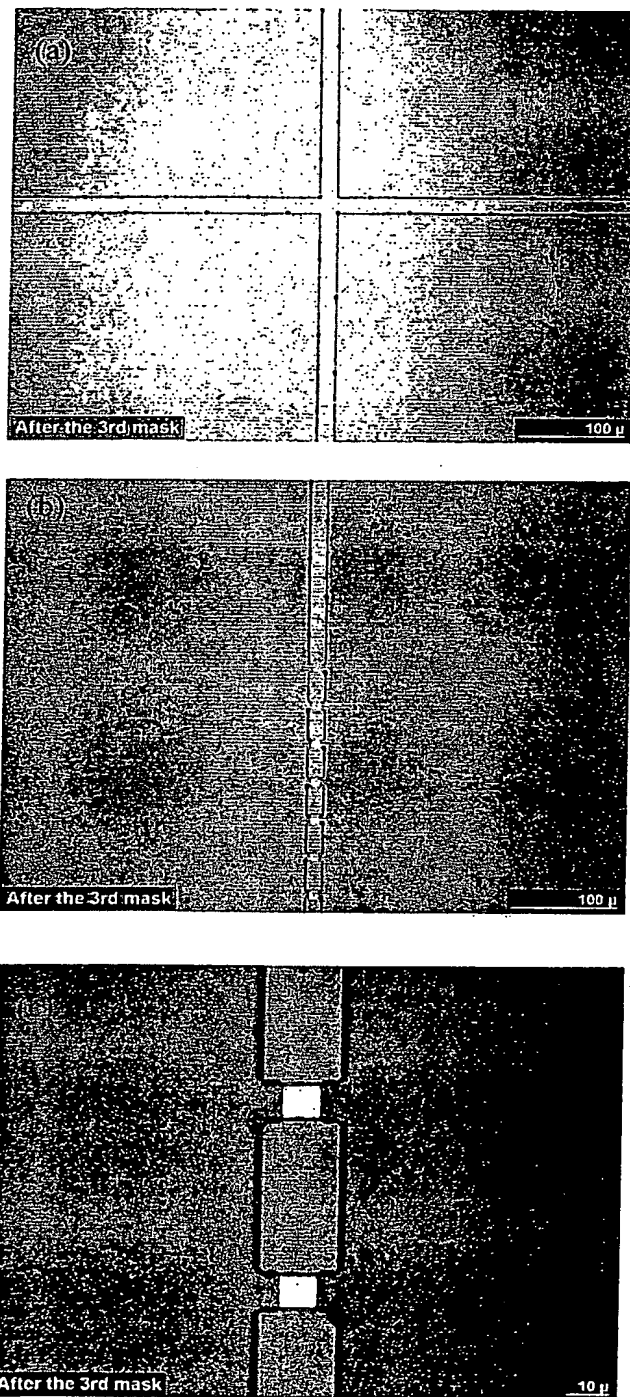 (a)
After the 3rd mask
100 µ
(b)
After the 3rd mask
100 µ
After the 3rd mask
10 µ